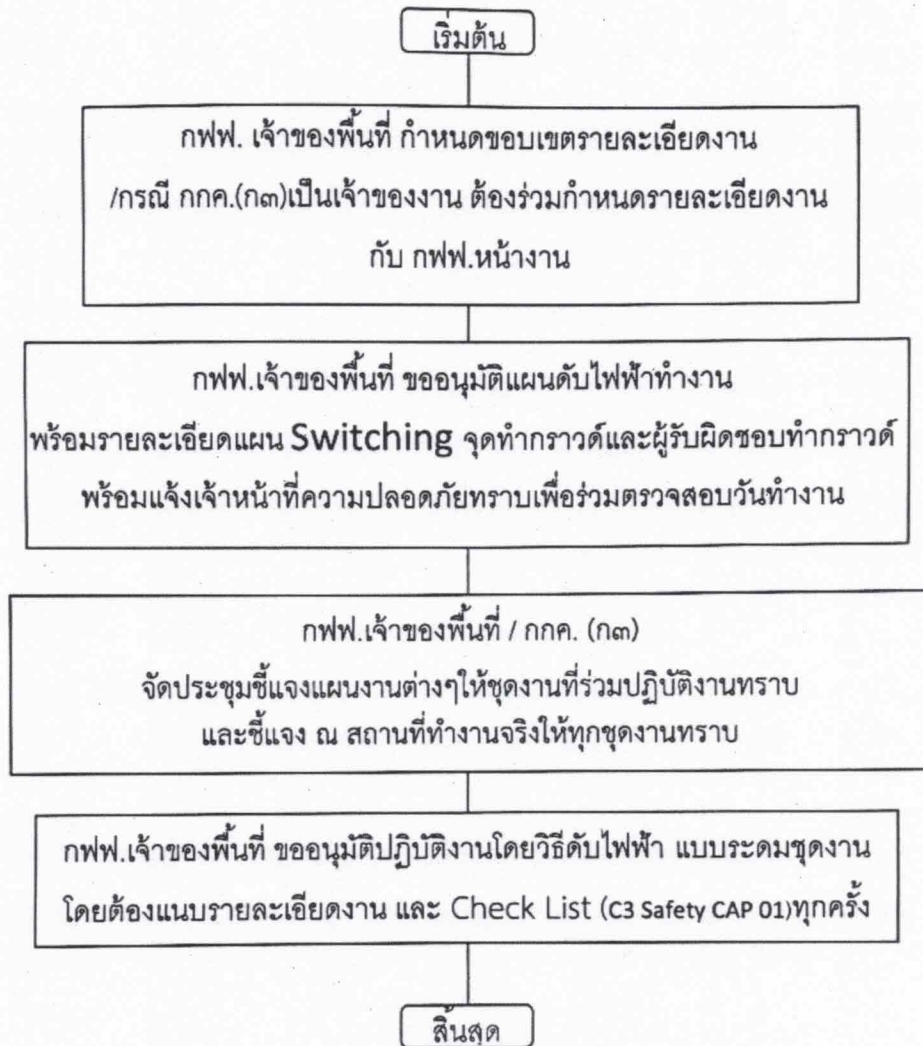 เริ่มต้น
กฟฟ. เจ้าของพื้นที่ กำหนดขอบเขตรายละเอียดงาน
/กรณี กกค.(ก๓)เป็นเจ้าของงาน ต้องร่วมกำหนดรายละเอียดงาน
กับ กฟฟ.หน้างาน
กฟฟ.เจ้าของพื้นที่ ขออนุมัติแผนดับไฟฟ้าทำงาน
พร้อมรายละเอียดแผน Switching จุดทำกราวด์และผู้รับผิดชอบทำกราวด์
พร้อมแจ้งเจ้าหน้าที่ความปลอดภัยทราบเพื่อร่วมตรวจสอบวันทำงาน
กฟฟ.เจ้าของพื้นที่ / กกค. (ก๓)
จัดประชุมชี้แจงแผนงานต่างๆให้ชุดงานที่ร่วมปฏิบัติงานทราบ
และชี้แจง ณ สถานที่ทำงานจริงให้ทุกชุดงานทราบ
กฟฟ.เจ้าของพื้นที่ ขออนุมัติปฏิบัติงานโดยวิธีดับไฟฟ้า แบบระดมชุดงาน
โดยต้องแนบรายละเอียดงาน และ Check List (C3 Safety CAP 01)ทุกครั้ง
สิ้นสุด